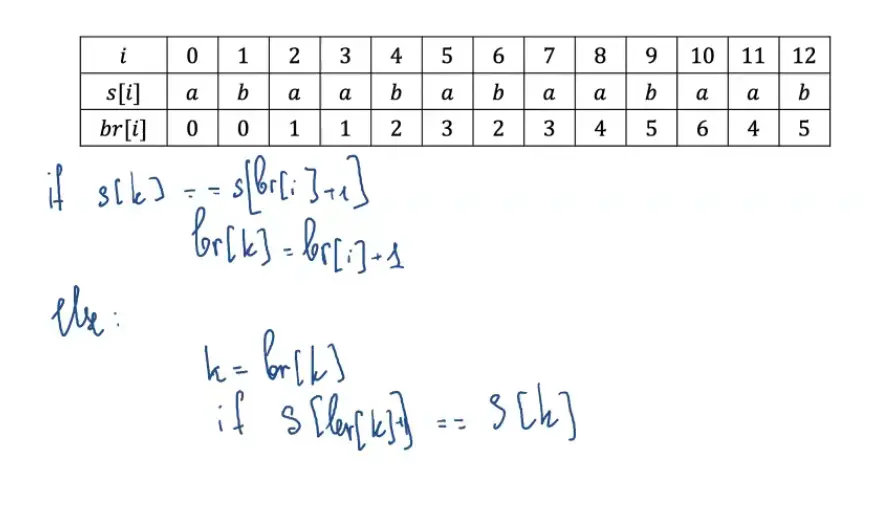 i 0 1 2 3 4 5 6 7 8 9 10 11 12
s[i] a b a a b a b a a b a a b
br[i] 0 0 1 1 2 3 2 3 4 5 6 4 5
if s[k] == s[br[i]+1]
br[k] = br[i]+1
Else:
k = br[k]
if s[br[k]+1] == s[k]